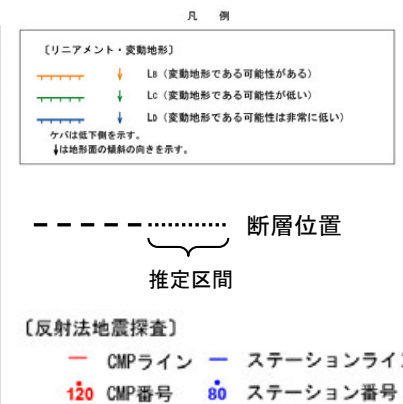 凡 例
〔リニアメント・変動地形〕
LB（変動地形である可能性がある）
LC（変動地形である可能性が低い）
LD（変動地形である可能性は非常に低い）
ケバは低下側を示す。
↓は地形面の傾斜の向きを示す。
断層位置
推定区間
〔反射法地震探査〕
CMPライン ステーションライン
120 CMP番号 80 ステーション番号